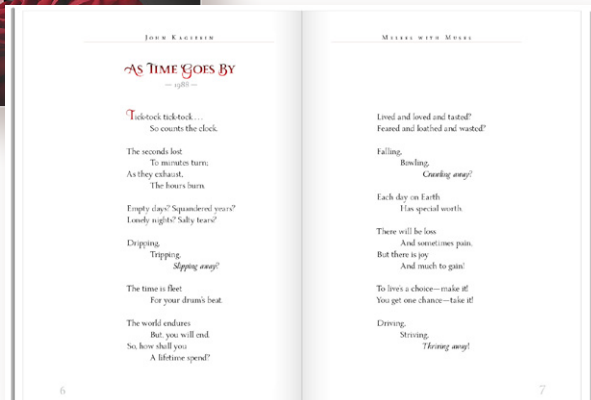 John Kaestein
As Time Goes By
— 1988 —
Tick-tock tick-tock…
So counts the clock.
The seconds lost
To minutes turn;
As they exhaust,
The hours burn.
Empty days? Squandered years?
Lonely nights? Salty tears?
Dripping,
Tripping,
Slipping away?
The time is fleet
For your drum's beat.
The world endures
But, you will end.
So, how shall you
A lifetime spend?
6
with
Lived and loved and tasted?
Feared and loathed and wasted?
Falling,
Bawling,
Crawling away?
Each day on Earth
Has special worth.
There will be loss
And sometimes pain.
But there is joy
And much to gain!
To live's a choice—make it!
You get one chance—take it!
Driving,
Striving,
Thriving away!
7